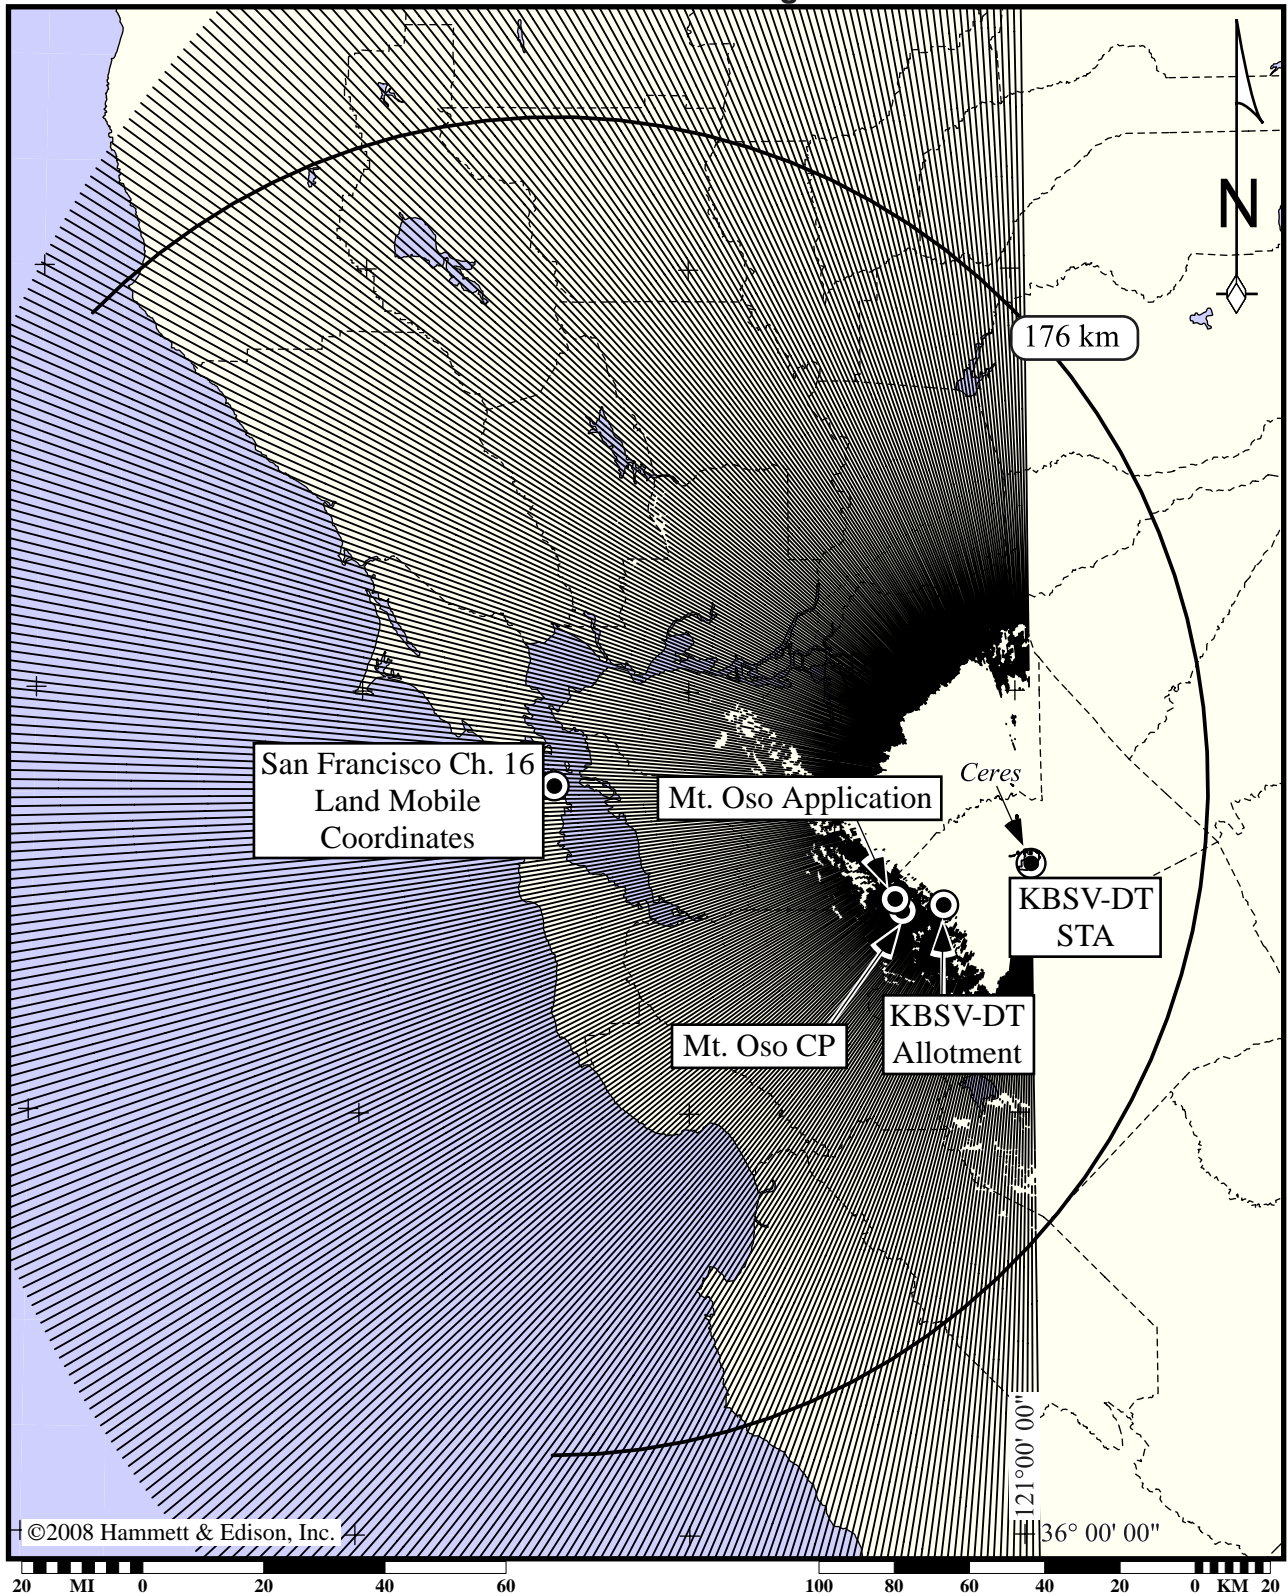 N
176 km
San Francisco Ch. 16
Land Mobile
Coordinates
Mt. Oso Application
Ceres
KBSV-DT
STA
Mt. Oso CP
KBSV-DT
Allotment
121°00' 00"
36° 00' 00"
©2008 Hammett & Edison, Inc.
20 MI 0 20 40 60 100 80 60 40 20 0 KM 20